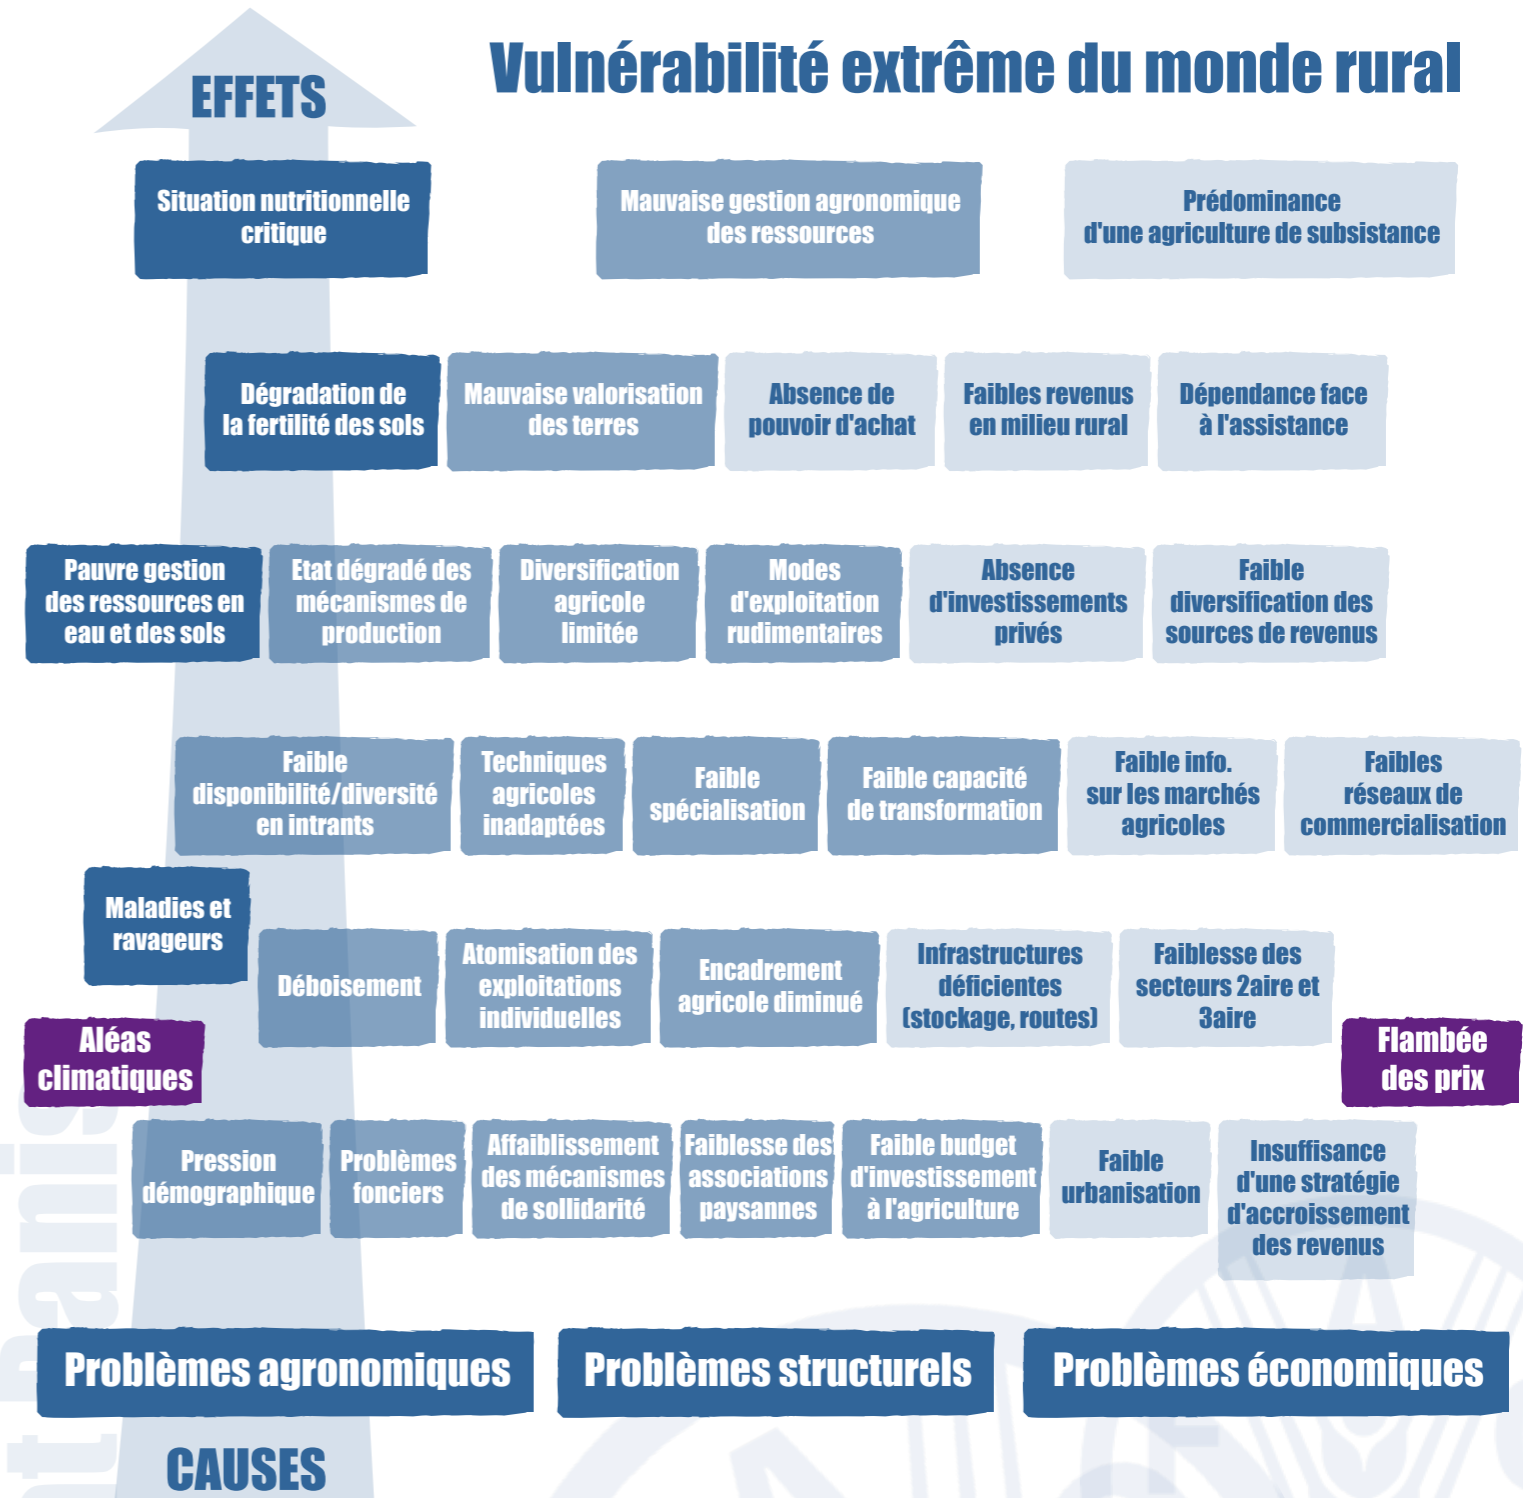 EFFETS
Vulnérabilité extrême du monde rural
Situation nutritionnelle
critique
Mauvaise gestion agronomique
des ressources
Prédominance
d'une agriculture de subsistance
Dégradation de
la fertilité des sols
Mauvaise valorisation
des terres
Absence de
pouvoir d'achat
Faibles revenus
en milieu rural
Dépendance face
à l'assistance
Pauvre gestion
des ressources en
eau et des sols
Etat dégradé des
mécanismes de
production
Diversification
agricole
limitée
Modes
d'exploitation
rudimentaires
Absence
d'investissements
privés
Faible
diversification des
sources de revenus
Faible
disponibilité/diversité
en intrants
Techniques
agricoles
inadaptées
Faible
spécialisation
Faible capacité
de transformation
Faible info.
sur les marchés
agricoles
Faibles
réseaux de
commercialisation
Maladies et
ravageurs
Déboisement
Atomisation des
exploitations
individuelles
Encadrement
agricole diminué
Infrastructures
déficientes
(stockage, routes)
Faiblesse des
secteurs 2aire et
3aire
Aléas
climatiques
Flambée
des prix
Pression
démographique
Problèmes
fonciers
Affaiblissement
des mécanismes
de sollidarité
Faiblesse des
associations
paysannes
Faible budget
d'investissement
à l'agriculture
Faible
urbanisation
Insuffisance
d'une stratégie
d'accroissement
des revenus
Problèmes agronomiques
Problèmes structurels
Problèmes économiques
CAUSES